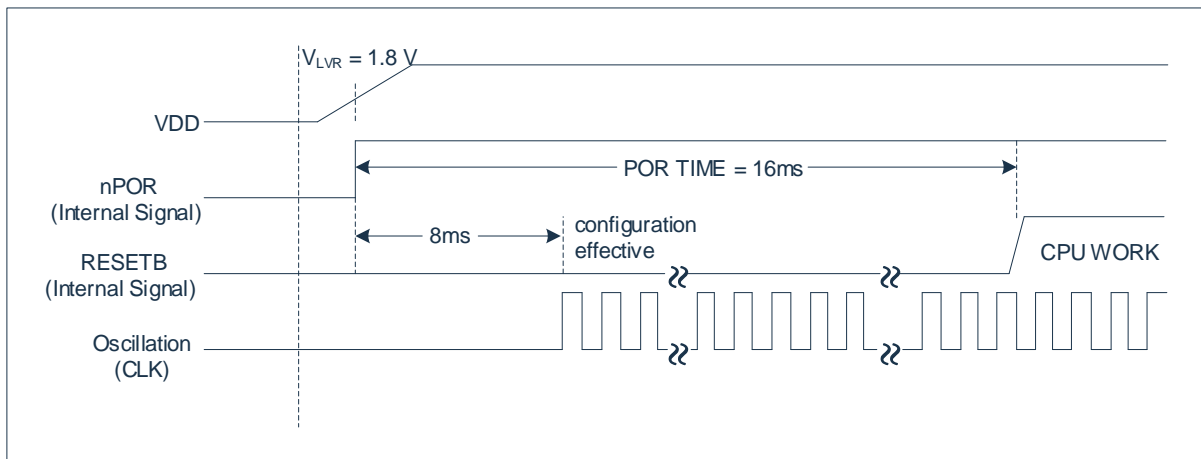 VLVR = 1.8 V
VDD
nPOR
(Internal Signal)
POR TIME = 16ms
8ms
configuration
effective
RESETB
(Internal Signal)
CPU WORK
Oscillation
(CLK)